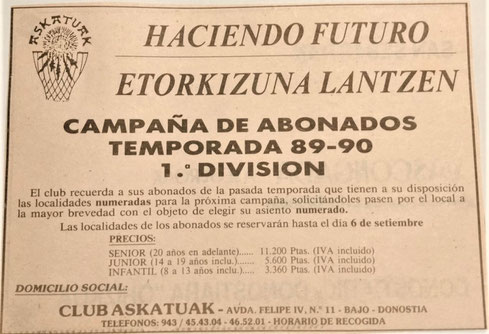 ASKATUAK
HACIENDO FUTURO
ETORKIZUNA LANTZEN
CAMPAÑA DE ABONADOS
TEMPORADA 89-90
1.ª DIVISION
El club recuerda a sus abonados de la pasada temporada que tienen a su disposición
las localidades numeradas para la próxima campaña, solicitándoles pasen por el local a
la mayor brevedad con el objeto de elegir su asiento numerado.
Las localidades de los abonados se reservarán hasta el día 6 de setiembre
PRECIOS:
SENIOR (20 años en adelante)...... 11.200 Ptas. (IVA incluido)
JUNIOR (14 a 19 años inclu.)...... 5.600 Ptas. (IVA incluido)
INFANTIL (8 a 13 años inclu.)...... 3.360 Ptas. (IVA incluido)
DOMICILIO SOCIAL:
CLUB ASKATUAK - AVDA. FELIPE IV, N.º 11 - BAJO - DONOSTIA
TELEFONOS: 943 / 45.43.04 - 46.52.01 - HORARIO DE RECOGIDA